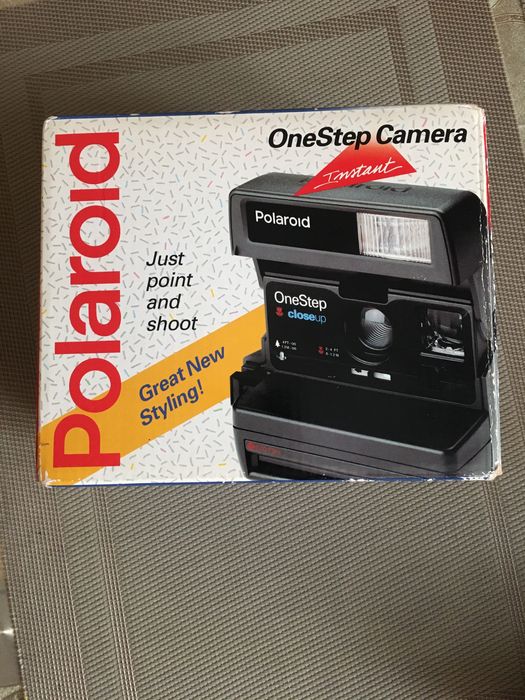 Polaroid
OneStep Camera
Instant
Just
point
and
shoot
Great New
Styling!
Polaroid
OneStep
closeup